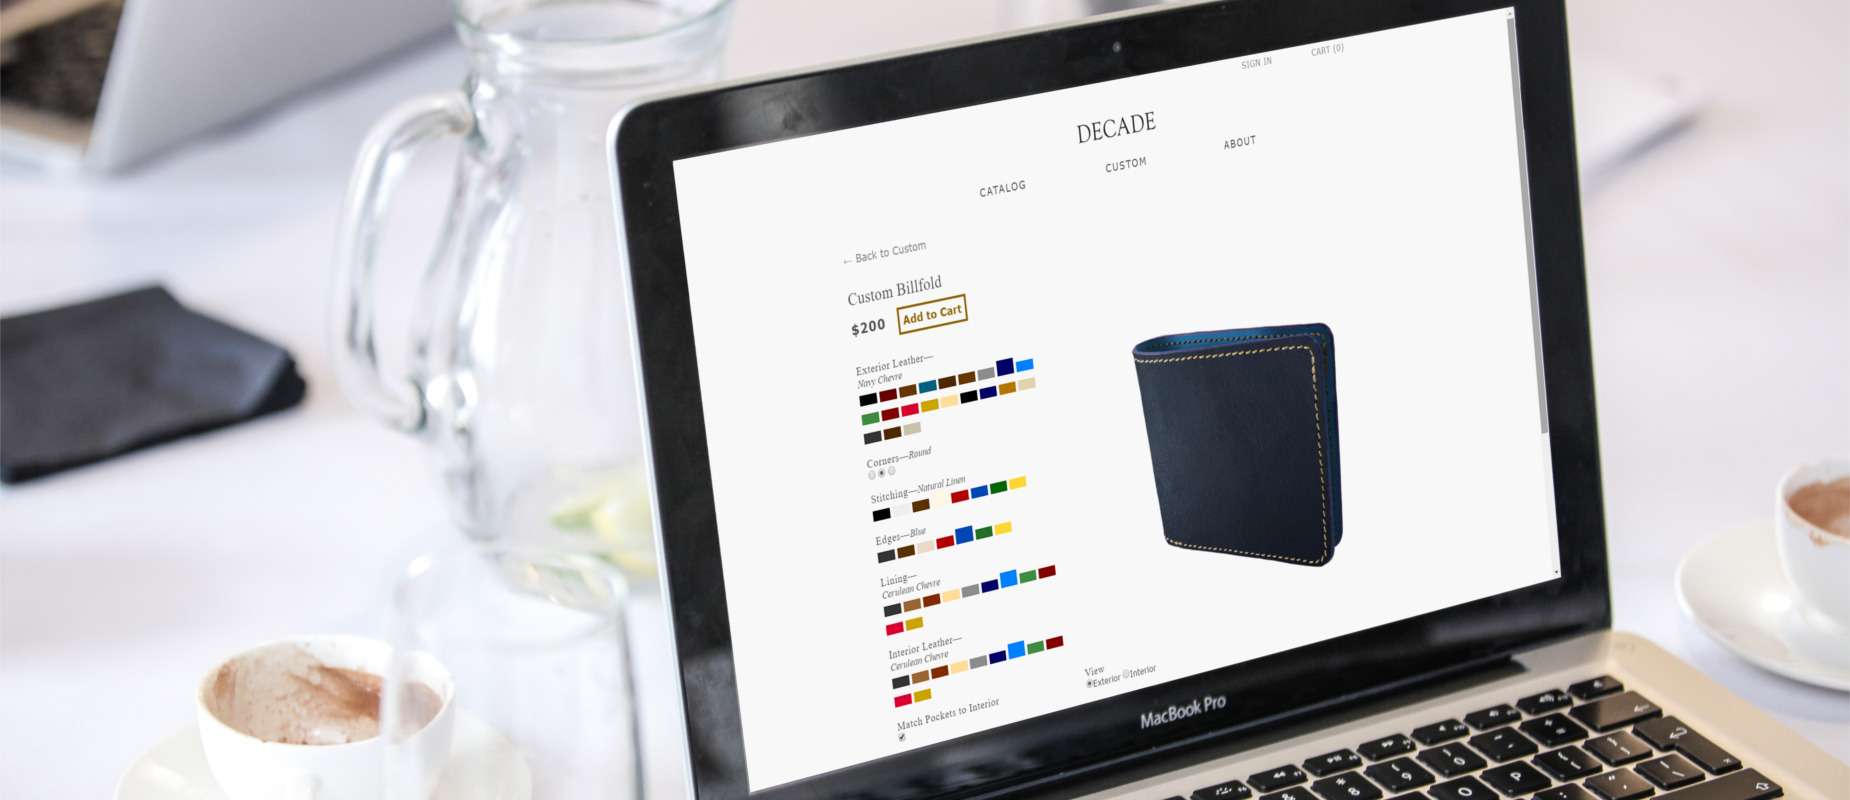 SIGN IN
CART (0)
DECADE
CATALOG
CUSTOM
ABOUT
← Back to Custom
Custom Billfold
$200
Add to Cart
Exterior Leather—
Navy Chevre
Corners—Round
Stitching—Natural Linen
Edges—Blue
Lining—
Cerulean Chevre
Interior Leather—
Cerulean Chevre
Match Pockets to Interior
View
Exterior Interior
MacBook Pro